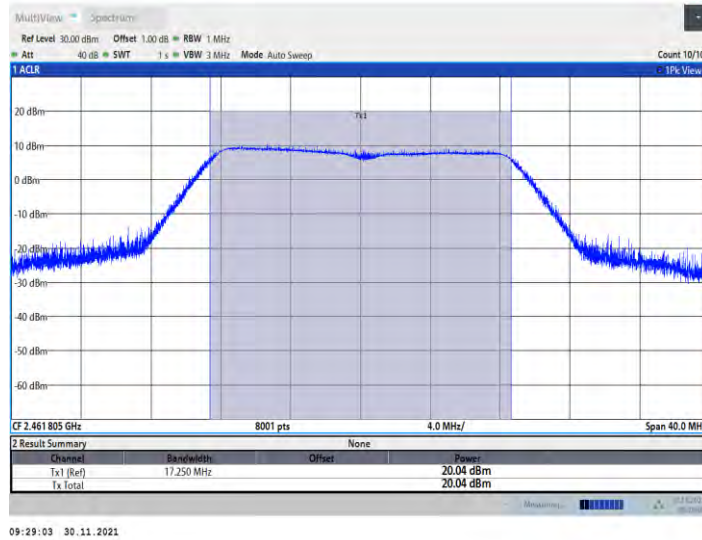 MultiView Spectrum
Ref Level 30.00 dBm Offset 1.00 dB RBW 1 MHz
Att 40 dB SWT 1 s VBW 3 MHz Mode Auto Sweep Count 10/10
1 ACLR 1Pk View
TX1
20 dBm
10 dBm
0 dBm
-10 dBm
-20 dBm
-30 dBm
-40 dBm
-50 dBm
-60 dBm
CF 2.461805 GHz 8001 pts 4.0 MHz/ Span 40.0 MH
2 Result Summary None
Channel Bandwidth Offset Power
Tx1 (Ref) 17.250 MHz 20.04 dBm
Tx Total 20.04 dBm
Measuring...
09:29:03 30.11.2021